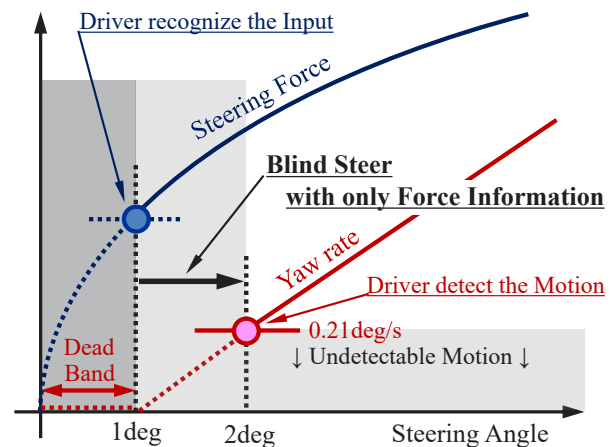 Driver recognize the Input
Steering Force
Blind Steer
with only Force Information
Yaw rate
Driver detect the Motion
0.21deg/s
Dead
Band
↓ Undetectable Motion ↓
1deg
2deg
Steering Angle